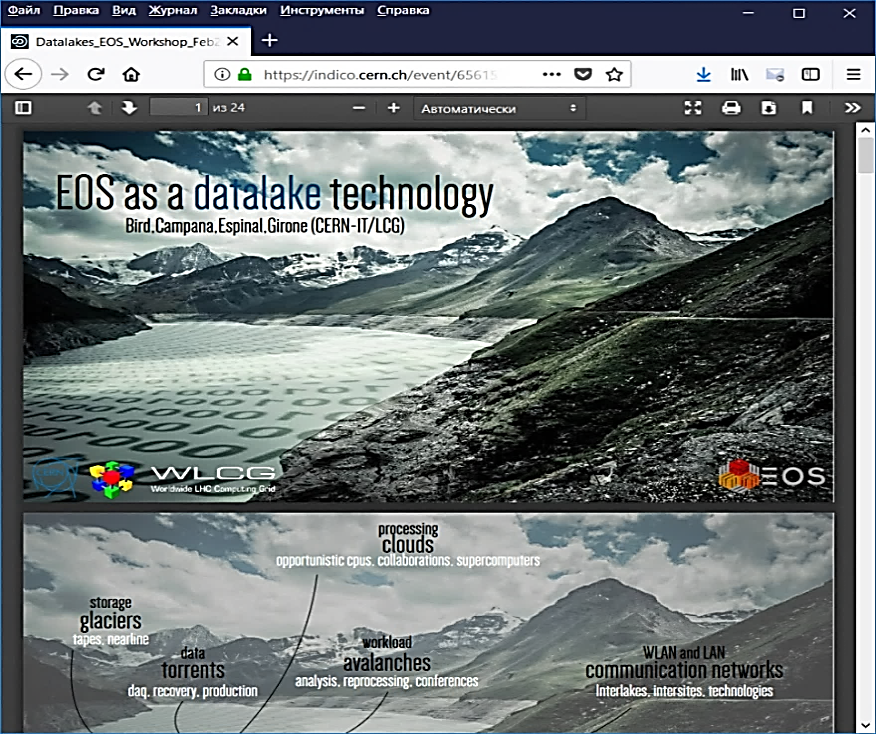 Файл Правка Вид Журнал Закладки Инструменты Справка
Datalakes_EOS_Workshop_Feb2
https://indico.cern.ch/event/65615
1 из 24
Автоматически
EOS as a datalake technology
Bird,Campana,Espinal,Girone (CERN-IT/LCG)
CERN
WLCG
Worldwide LHC Computing Grid
EOS
processing
clouds
opportunistic cpus, collaborations, supercomputers
storage
glaciers
tapes, nearline
data
torrents
daq, recovery, production
workload
avalanches
analysis, reprocessing, conferences
WLAN and LAN
communication networks
Interlakes, intersites, technologies